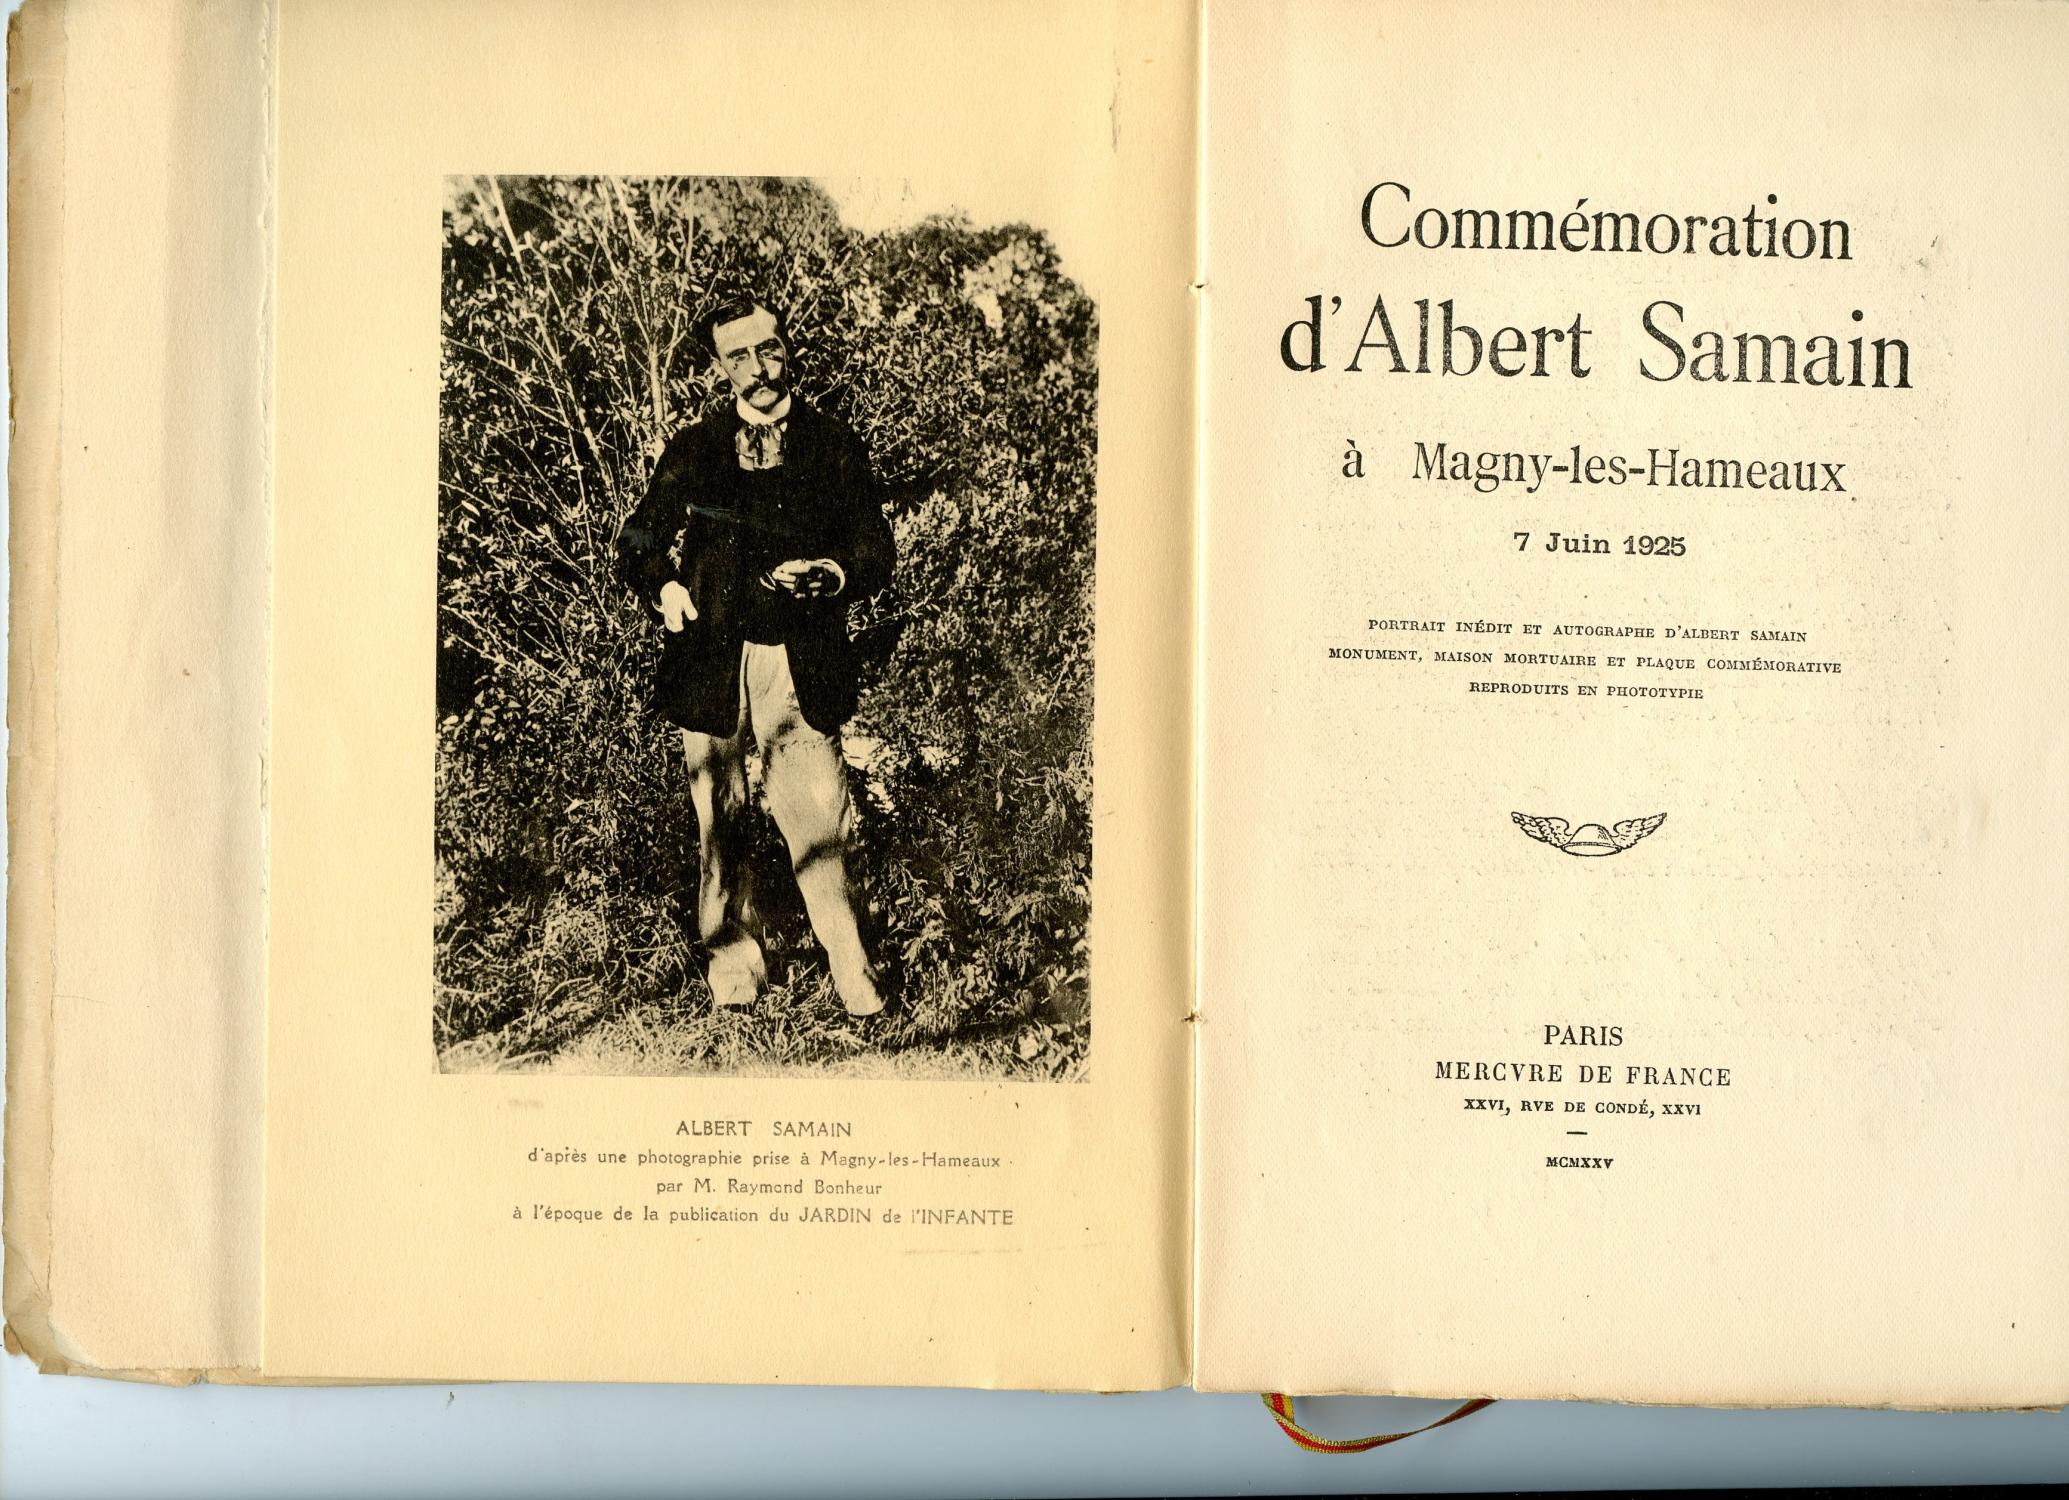 ALBERT SAMAIN
d'après une photographie prise à Magny-les-Hameaux
par M. Raymond Bonheur
à l'époque de la publication du JARDIN de l'INFANTE
Commémoration
d'Albert Samain
à Magny-les-Hameaux
7 Juin 1925
PORTRAIT INÉDIT ET AUTOGRAPHE D'ALBERT SAMAIN
MONUMENT, MAISON MORTUAIRE ET PLAQUE COMMÉMORATIVE
REPRODUITS EN PHOTOTYPIE
PARIS
MERCVRE DE FRANCE
XXVI, RVE DE CONDÉ, XXVI
MCMXXV